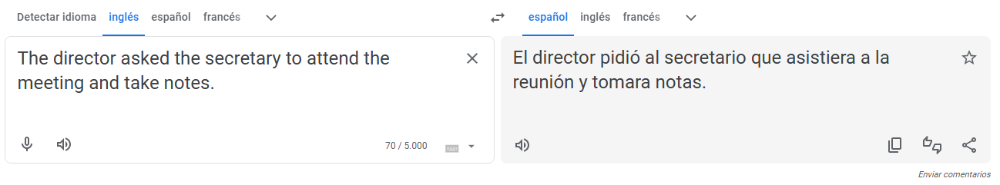 Detectar idioma inglés español francés
español inglés francés
The director asked the secretary to attend the
meeting and take notes.
70 / 5.000
El director pidió al secretario que asistiera a la
reunión y tomara notas.
Enviar comentarios